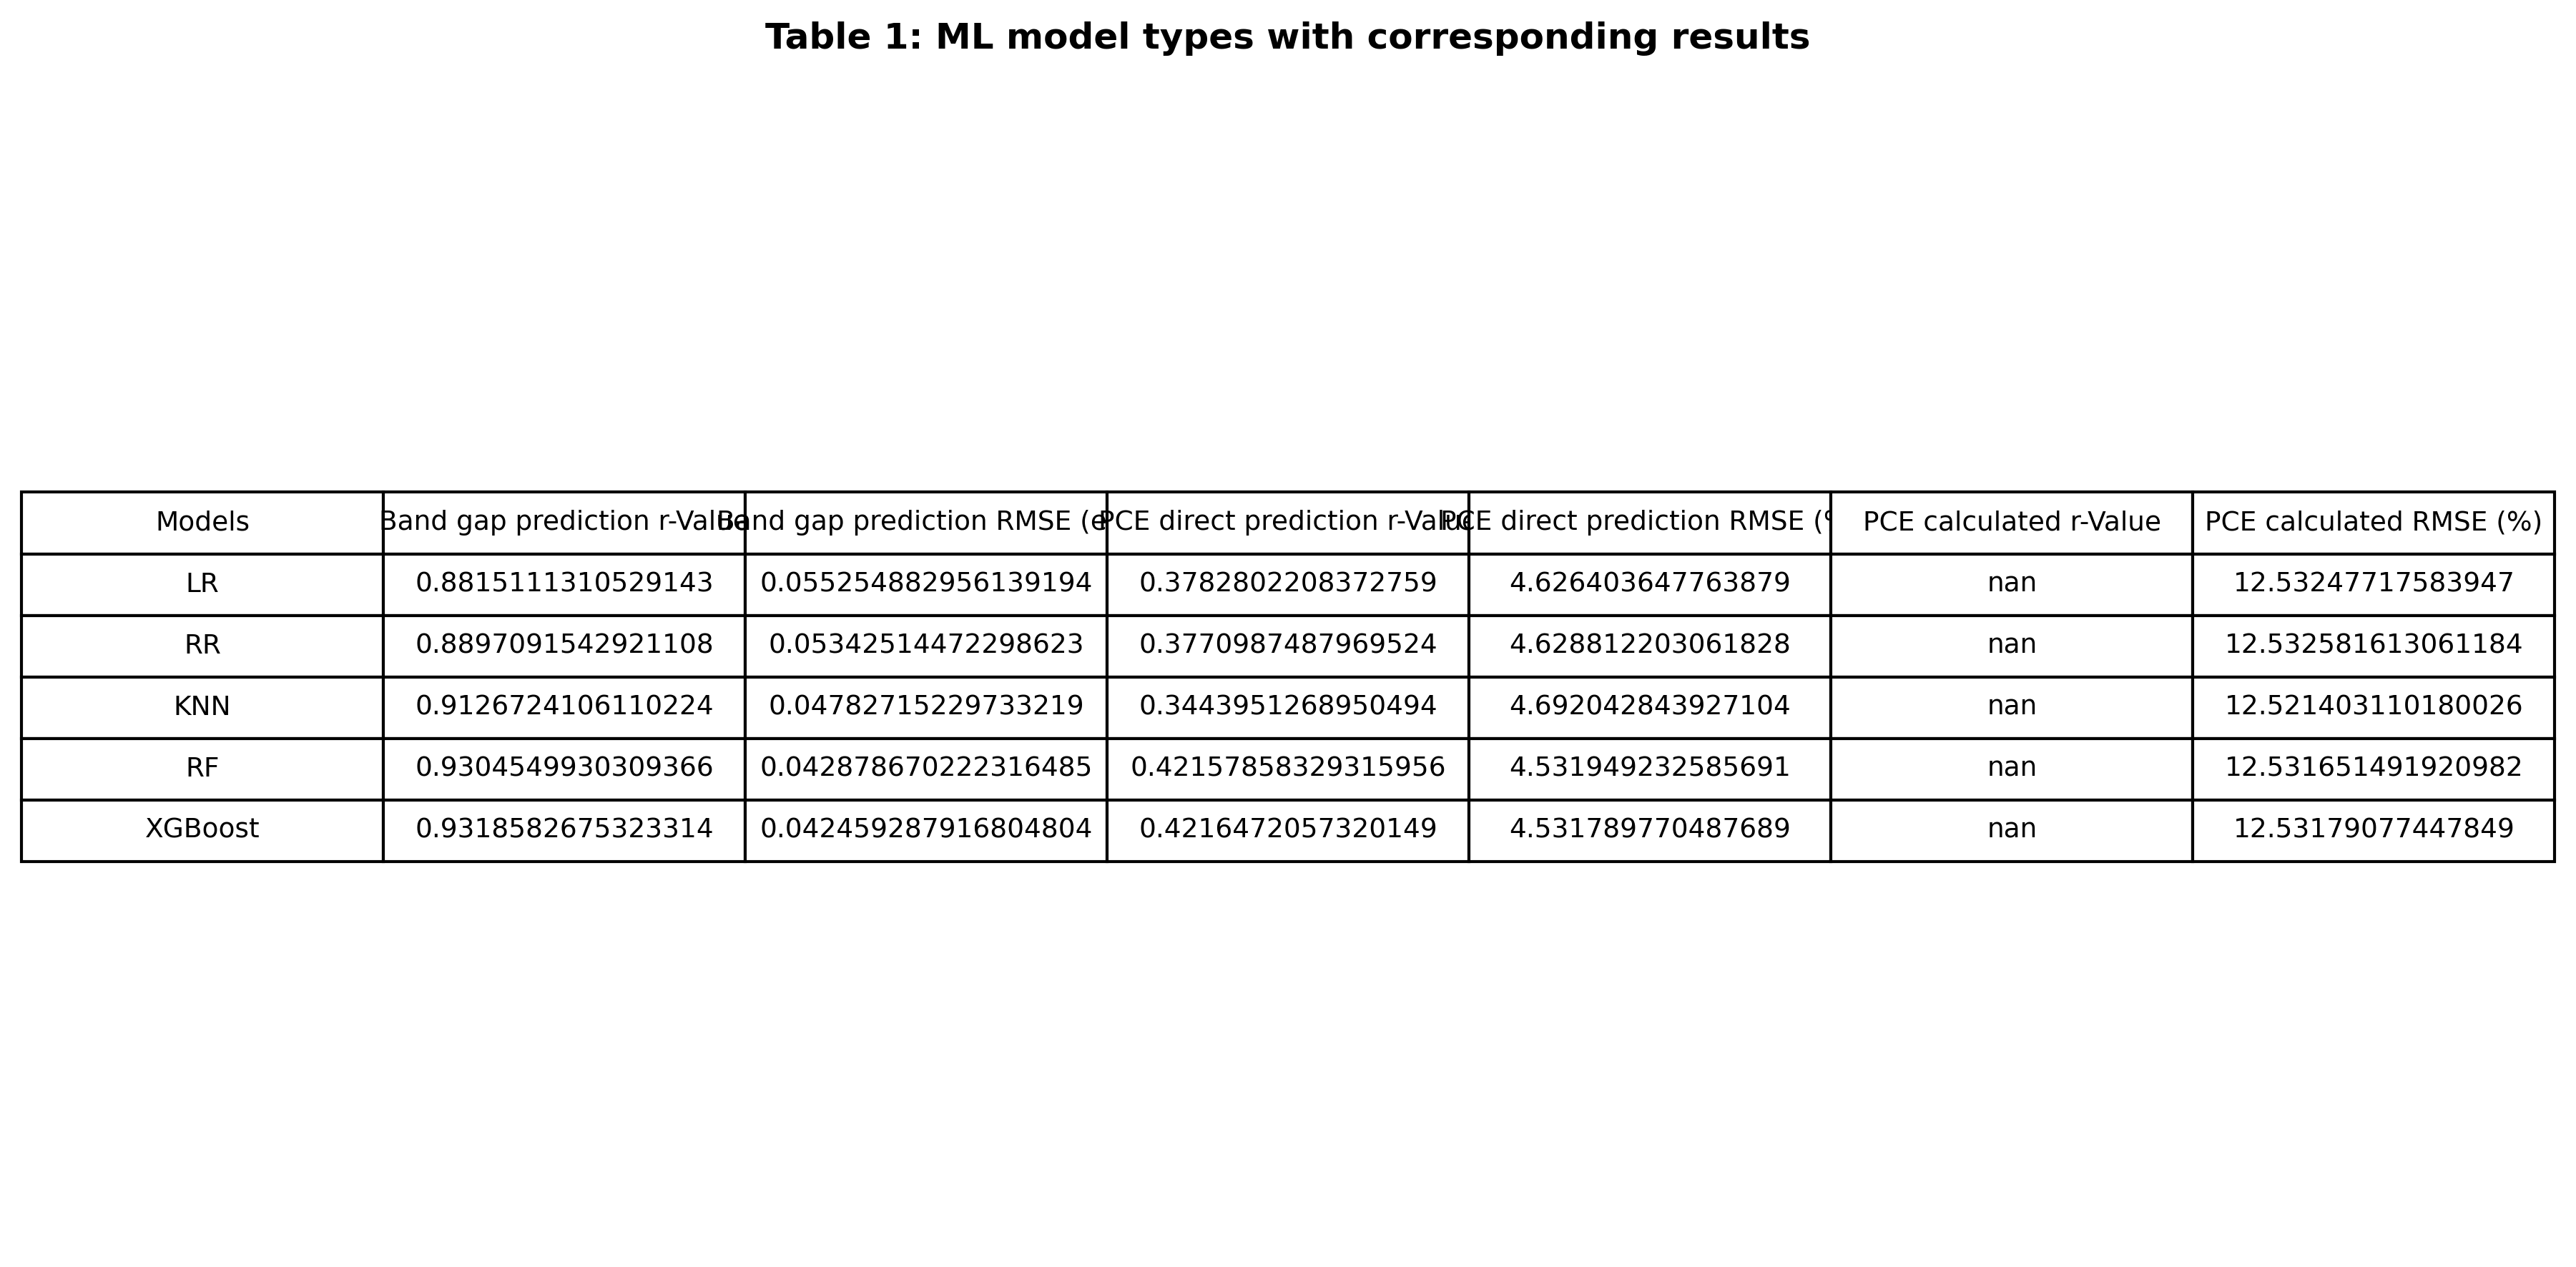 Table 1: ML model types with corresponding results
Models Band gap prediction r-Value Band gap prediction RMSE (e PCE direct prediction r-Value PCE direct prediction RMSE (% PCE calculated r-Value PCE calculated RMSE (%)
LR 0.8815111310529143 0.055254882956139194 0.3782802208372759 4.626403647763879 nan 12.53247717583947
RR 0.8897091542921108 0.05342514472298623 0.3770987487969524 4.628812203061828 nan 12.532581613061184
KNN 0.9126724106110224 0.04782715229733219 0.3443951268950494 4.692042843927104 nan 12.521403110180026
RF 0.9304549930309366 0.042878670222316485 0.42157858329315956 4.531949232585691 nan 12.531651491920982
XGBoost 0.9318582675323314 0.042459287916804804 0.4216472057320149 4.531789770487689 nan 12.53179077447849